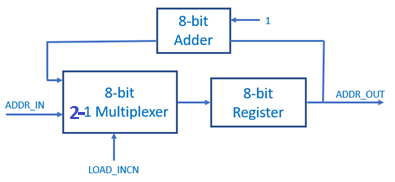 8-bit
Adder
1
ADDR_IN
8-bit
2-1 Multiplexer
8-bit
Register
ADDR_OUT
LOAD_INCN